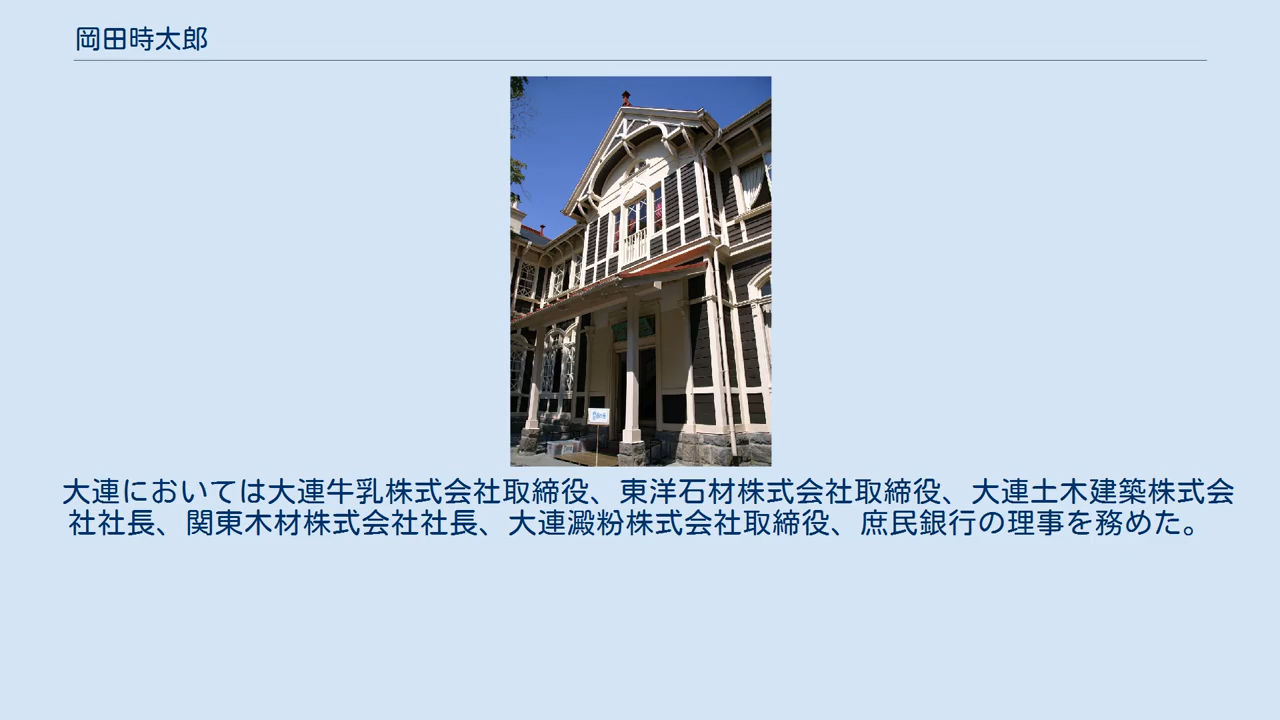 岡田時太郎
大連においては大連牛乳株式会社取締役、東洋石材株式会社取締役、大連土木建築株式会
社社長、関東木材株式会社社長、大連澱粉株式会社取締役、庶民銀行の理事を務めた。